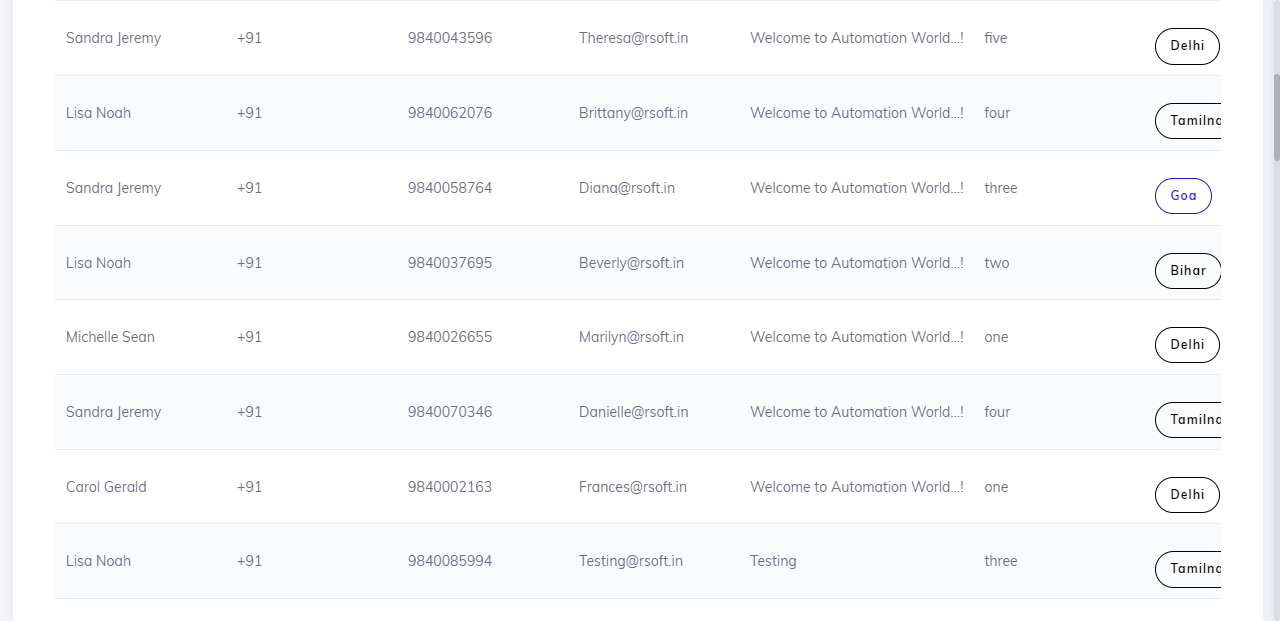 Sandra Jeremy +91 9840043596 Theresa@rsoft.in Welcome to Automation World...! five Delhi
Lisa Noah +91 9840062076 Brittany@rsoft.in Welcome to Automation World...! four Tamilna
Sandra Jeremy +91 9840058764 Diana@rsoft.in Welcome to Automation World...! three Goa
Lisa Noah +91 9840037695 Beverly@rsoft.in Welcome to Automation World...! two Bihar
Michelle Sean +91 9840026655 Marilyn@rsoft.in Welcome to Automation World...! one Delhi
Sandra Jeremy +91 9840070346 Danielle@rsoft.in Welcome to Automation World...! four Tamilna
Carol Gerald +91 9840002163 Frances@rsoft.in Welcome to Automation World...! one Delhi
Lisa Noah +91 9840085994 Testing@rsoft.in Testing three Tamilna